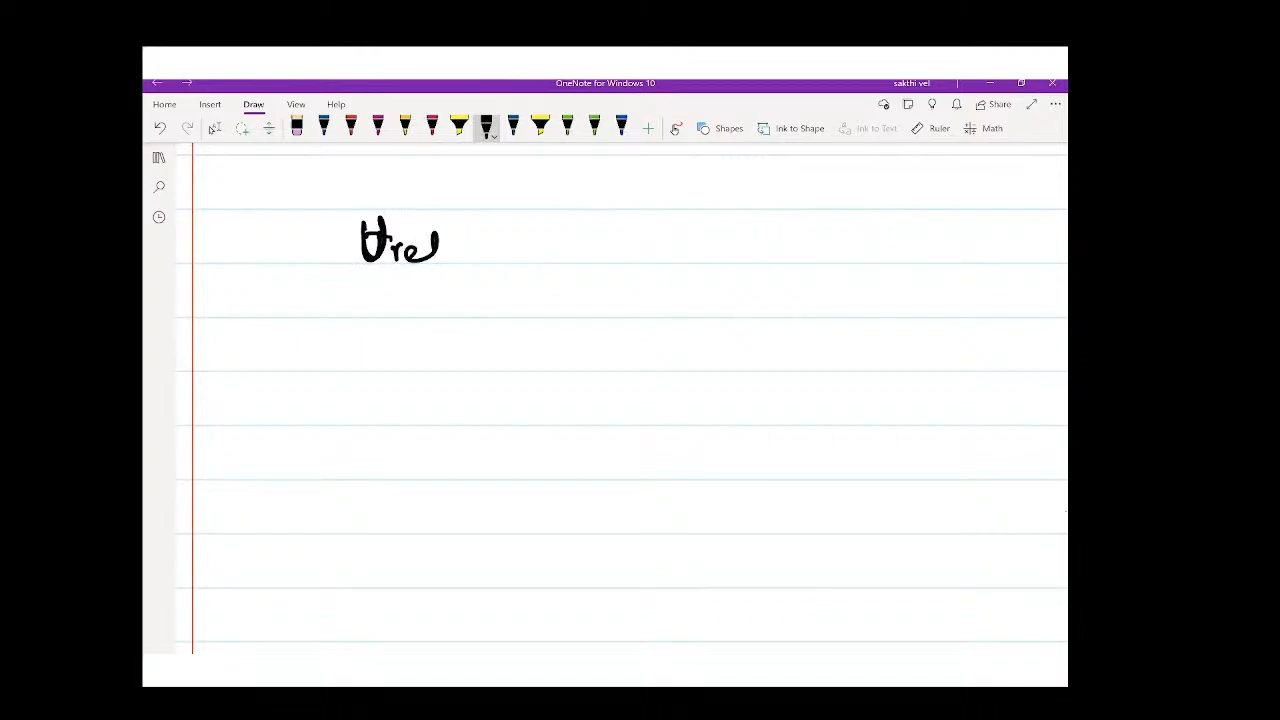 OneNote for Windows 10
sakthi vel
Home Insert Draw View Help
Share
Shapes Ink to Shape Ink to Text Ruler Math